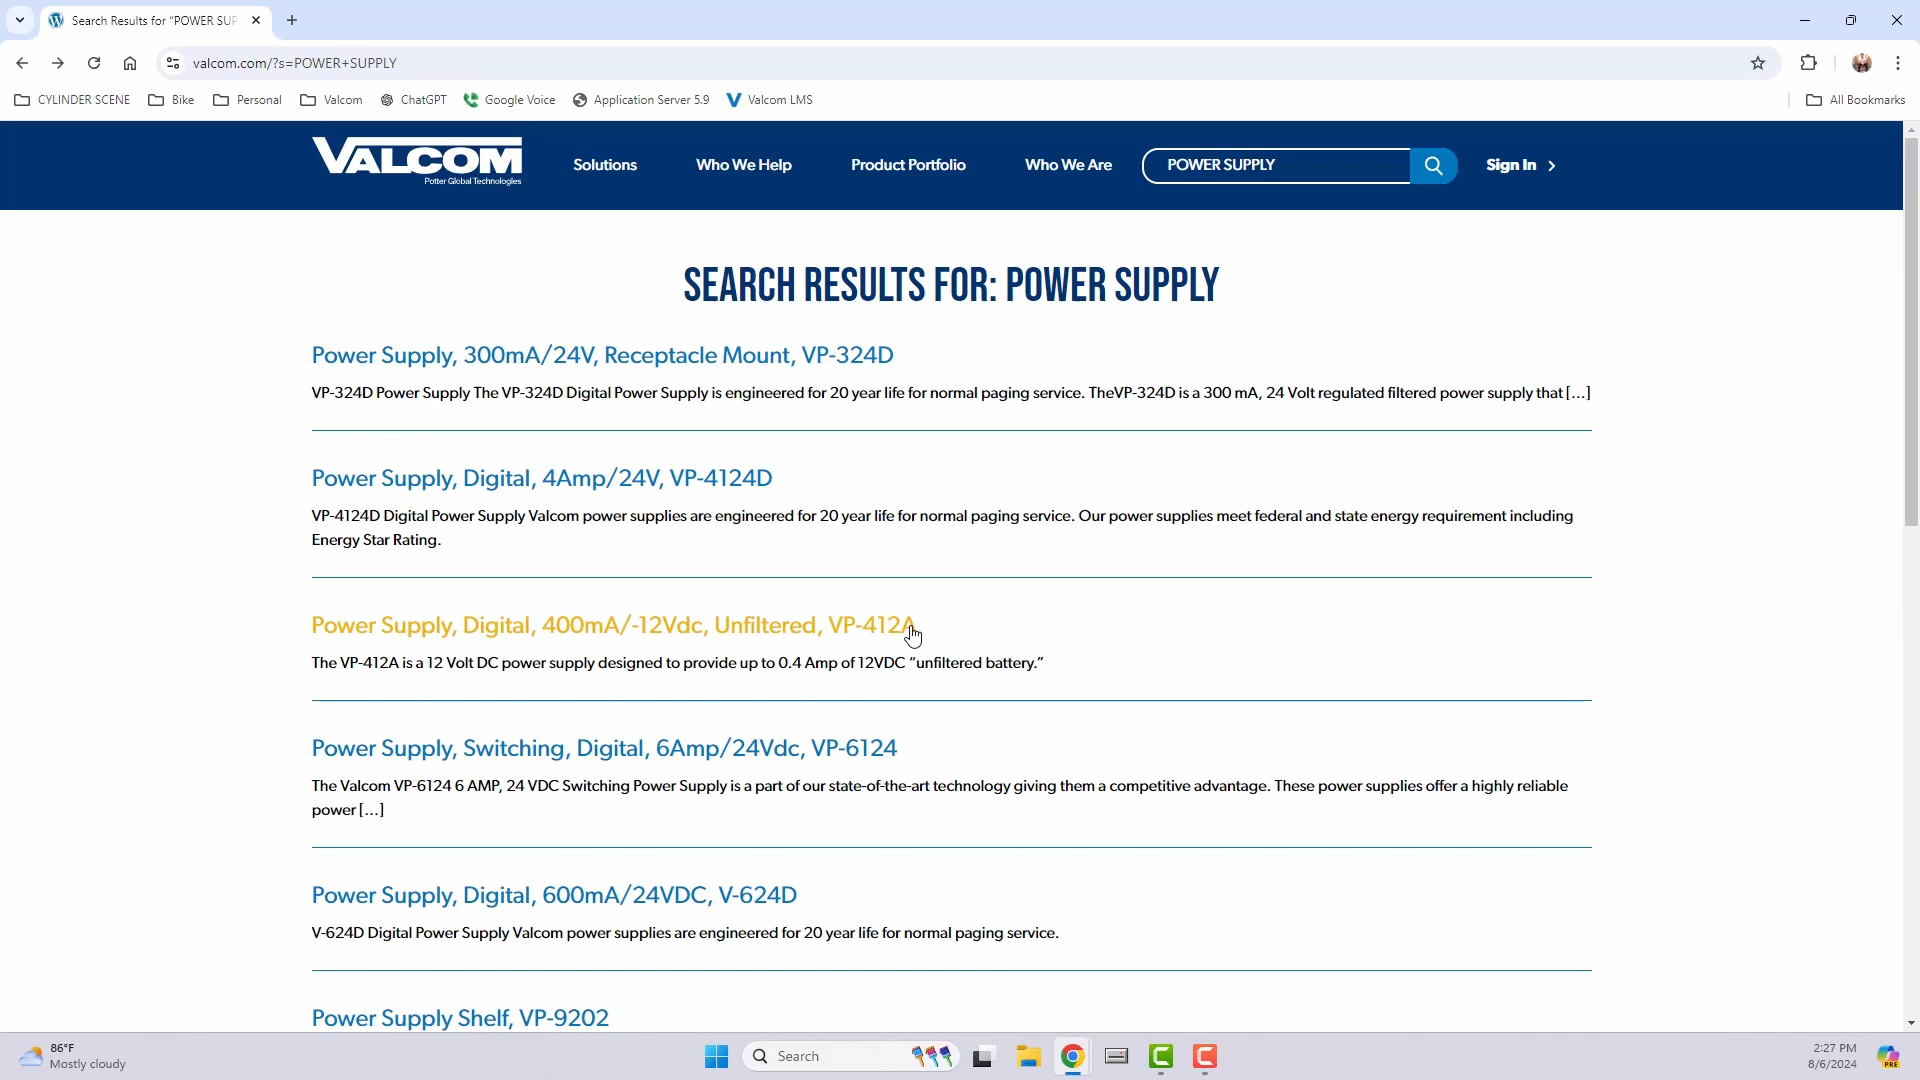 Search Results for "POWER SUP
valcom.com/?s=POWER+SUPPLY
CYLINDER SCENE Bike Personal Valcom ChatGPT Google Voice Application Server 5.9 Valcom LMS All Bookmarks
VALCOM
Potter Global Technologies
Solutions Who We Help Product Portfolio Who We Are POWER SUPPLY Sign In
SEARCH RESULTS FOR: POWER SUPPLY
Power Supply, 300mA/24V, Receptacle Mount, VP-324D
VP-324D Power Supply The VP-324D Digital Power Supply is engineered for 20 year life for normal paging service. TheVP-324D is a 300 mA, 24 Volt regulated filtered power supply that [...]
Power Supply, Digital, 4Amp/24V, VP-4124D
VP-4124D Digital Power Supply Valcom power supplies are engineered for 20 year life for normal paging service. Our power supplies meet federal and state energy requirement including
Energy Star Rating.
Power Supply, Digital, 400mA/-12Vdc, Unfiltered, VP-412A
The VP-412A is a 12 Volt DC power supply designed to provide up to 0.4 Amp of 12VDC “unfiltered battery.”
Power Supply, Switching, Digital, 6Amp/24Vdc, VP-6124
The Valcom VP-6124 6 AMP, 24 VDC Switching Power Supply is a part of our state-of-the-art technology giving them a competitive advantage. These power supplies offer a highly reliable
power [...]
Power Supply, Digital, 600mA/24VDC, V-624D
V-624D Digital Power Supply Valcom power supplies are engineered for 20 year life for normal paging service.
Power Supply Shelf, VP-9202
86°F
Mostly cloudy
Search
2:27 PM
8/6/2024
PRE